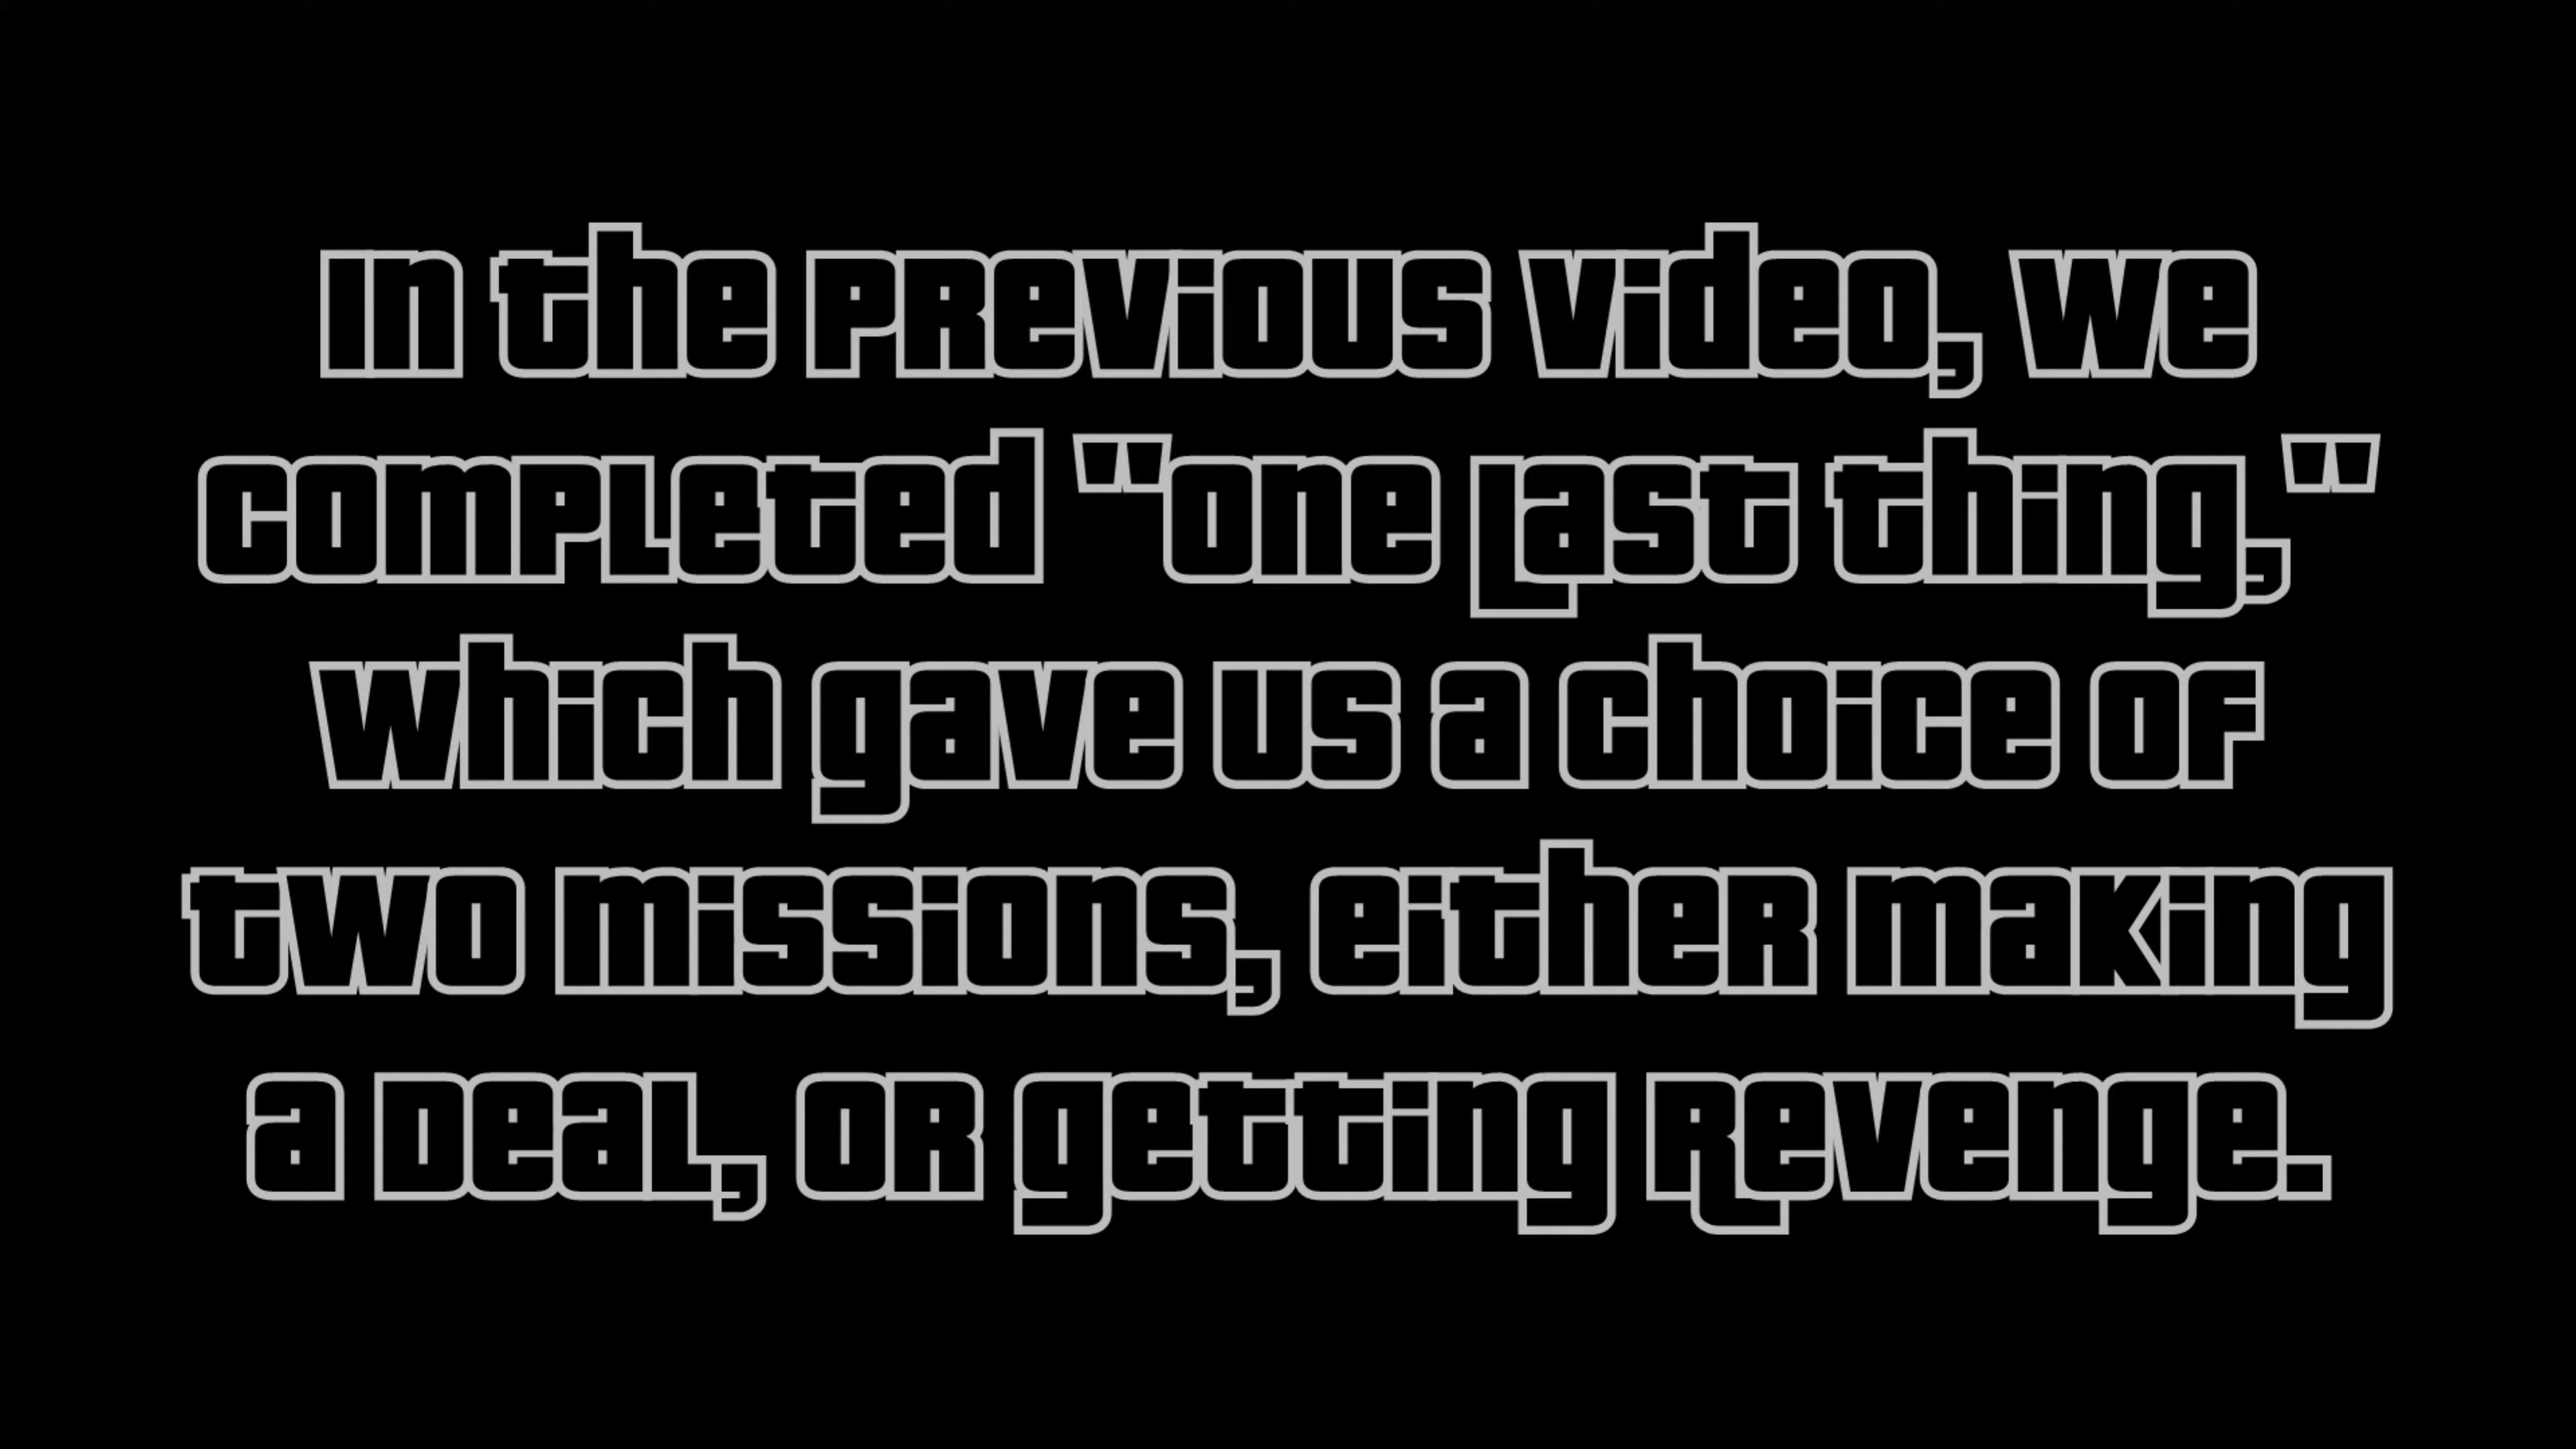 In the previous video, we
completed "one last thing,"
which gave us a choice of
two missions, either making
a deal, or getting revenge.